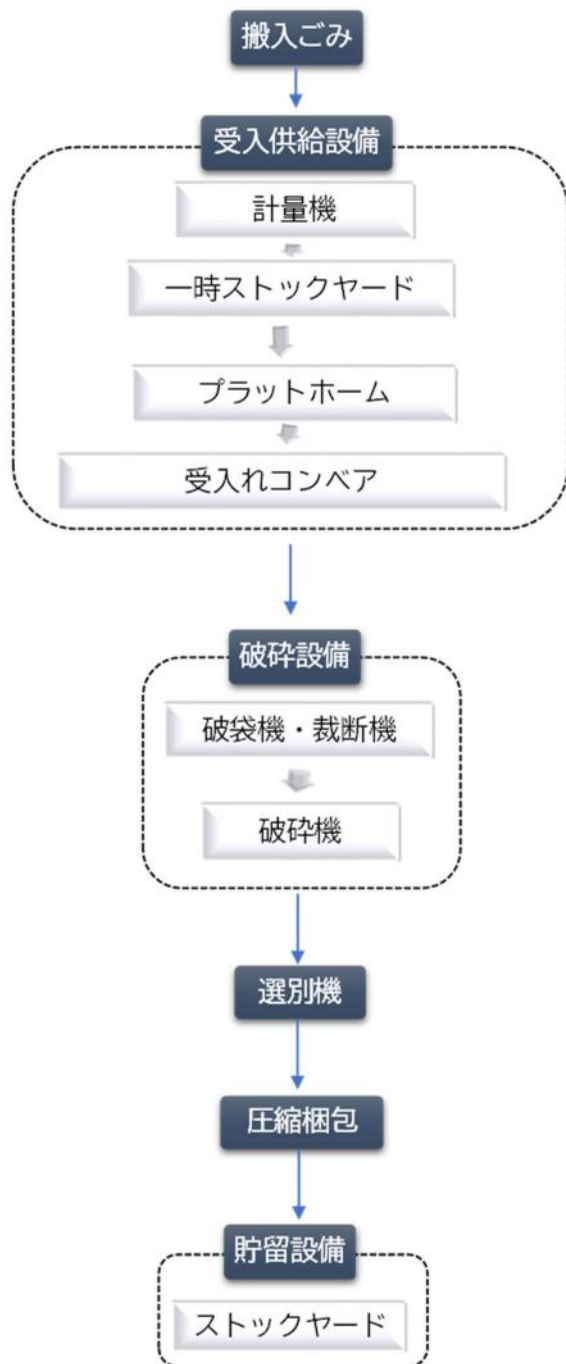 搬入ごみ
受入供給設備
計量機
一時ストックヤード
プラットホーム
受入れコンベア
破砕設備
破袋機・裁断機
破砕機
選別機
圧縮梱包
貯留設備
ストックヤード